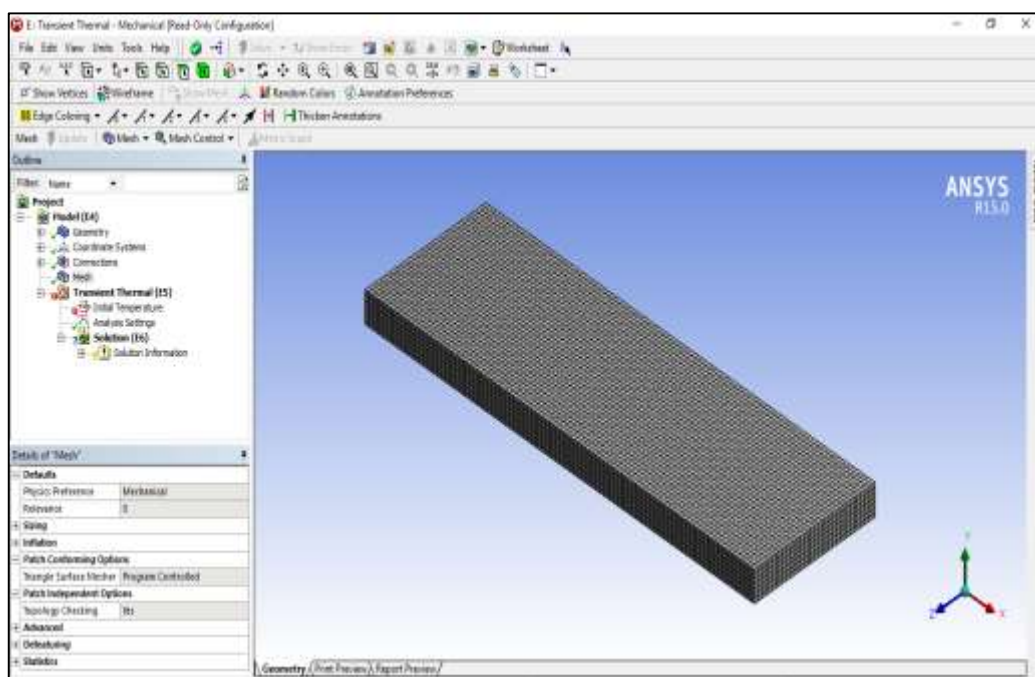 E: Transient Thermal - Mechanical [Read-Only Configuration]
File Edit View Units Tools Help Worksheet
Show Vertices Wireframe Show Mesh Random Colors Annotation Preferences
Edge Coloring Thicken Annotations
Mesh Update Mesh Mesh Control
Outline
Filter: Name
Project
Model (E4)
Geometry
Coordinate Systems
Connections
Mesh
Transient Thermal (E5)
Initial Temperature
Analysis Settings
Solution (E6)
Solution Information
ANSYS
R15.0
Details of "Mesh"
Defaults
Physics Preference Mechanical
Relevance 0
Sizing
Inflation
Patch Conforming Options
Triangle Surface Mesher Program Controlled
Patch Independent Options
Topology Checking Yes
Advanced
Defeaturing
Statistics
Y
Z X
Geometry Print Preview Report Preview